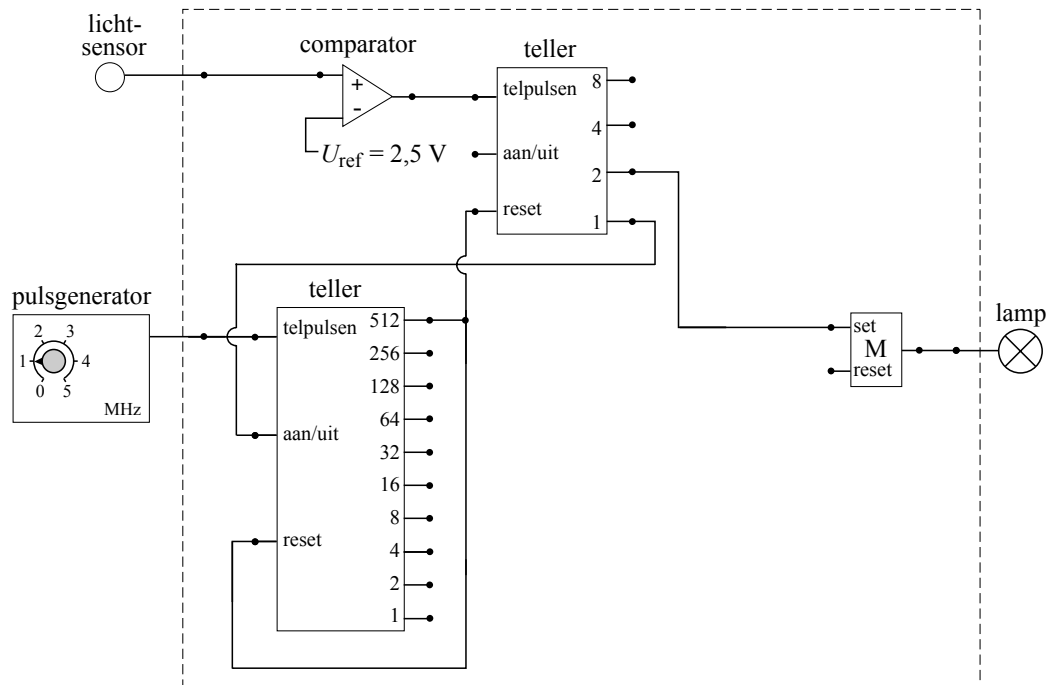 licht-
sensor
comparator
+
-
U_ref = 2,5 V
teller
telpulsen
aan/uit
reset
8
4
2
1
pulsgenerator
2 3
1 4
0 5
MHz
teller
telpulsen
aan/uit
reset
512
256
128
64
32
16
8
4
2
1
set
M
reset
lamp